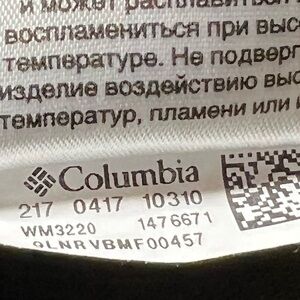 и может расплавиться
воспламениться при выс
температуре. Не подверг
изделие воздействию выс
температур, пламени или
Columbia
217 0417 10310
WM3220 1476671
9LNRVBMF00457